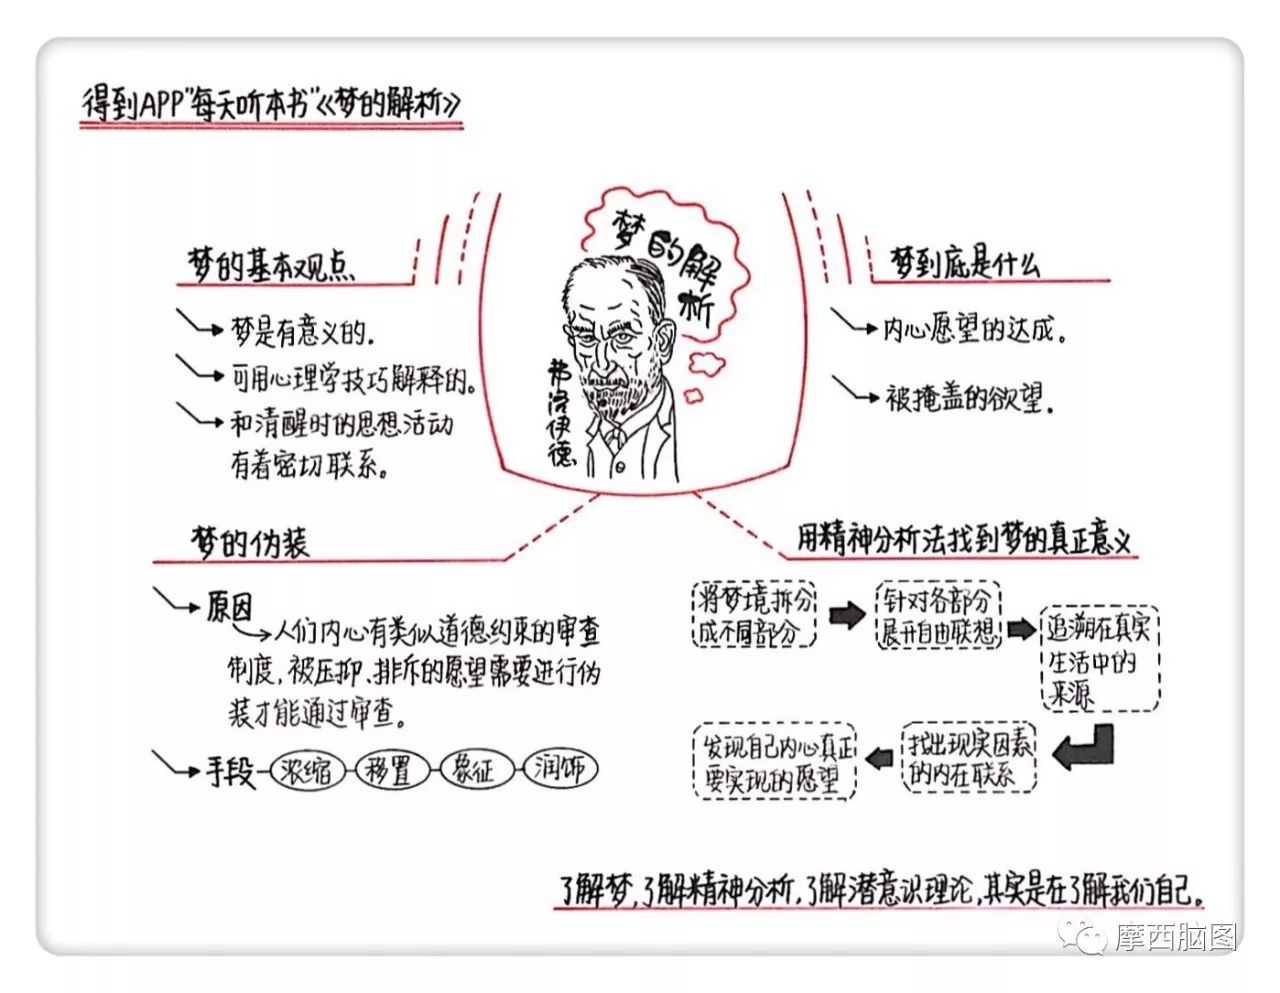 得到APP"每天听本书"《梦的解析》
梦的解析
弗洛伊德
梦的基本观点
梦是有意义的.
可用心理学技巧解释的。
和清醒时的思想活动
有着密切联系。
梦到底是什么
内心愿望的达成。
被掩盖的欲望.
梦的伪装
原因
人们内心有类似道德约束的审查
制度,被压抑、排斥的愿望需要进行伪
装才能通过审查。
手段
浓缩
移置
象征
润饰
用精神分析法找到梦的真正意义
将梦境拆分
成不同部分
针对各部分
展开自由联想
追溯在真实
生活中的
来源
找出现实因素
的内在联系
发现自己内心真正
要实现的愿望
了解梦,了解精神分析,了解潜意识理论,其实是在了解我们自己。
摩西脑图